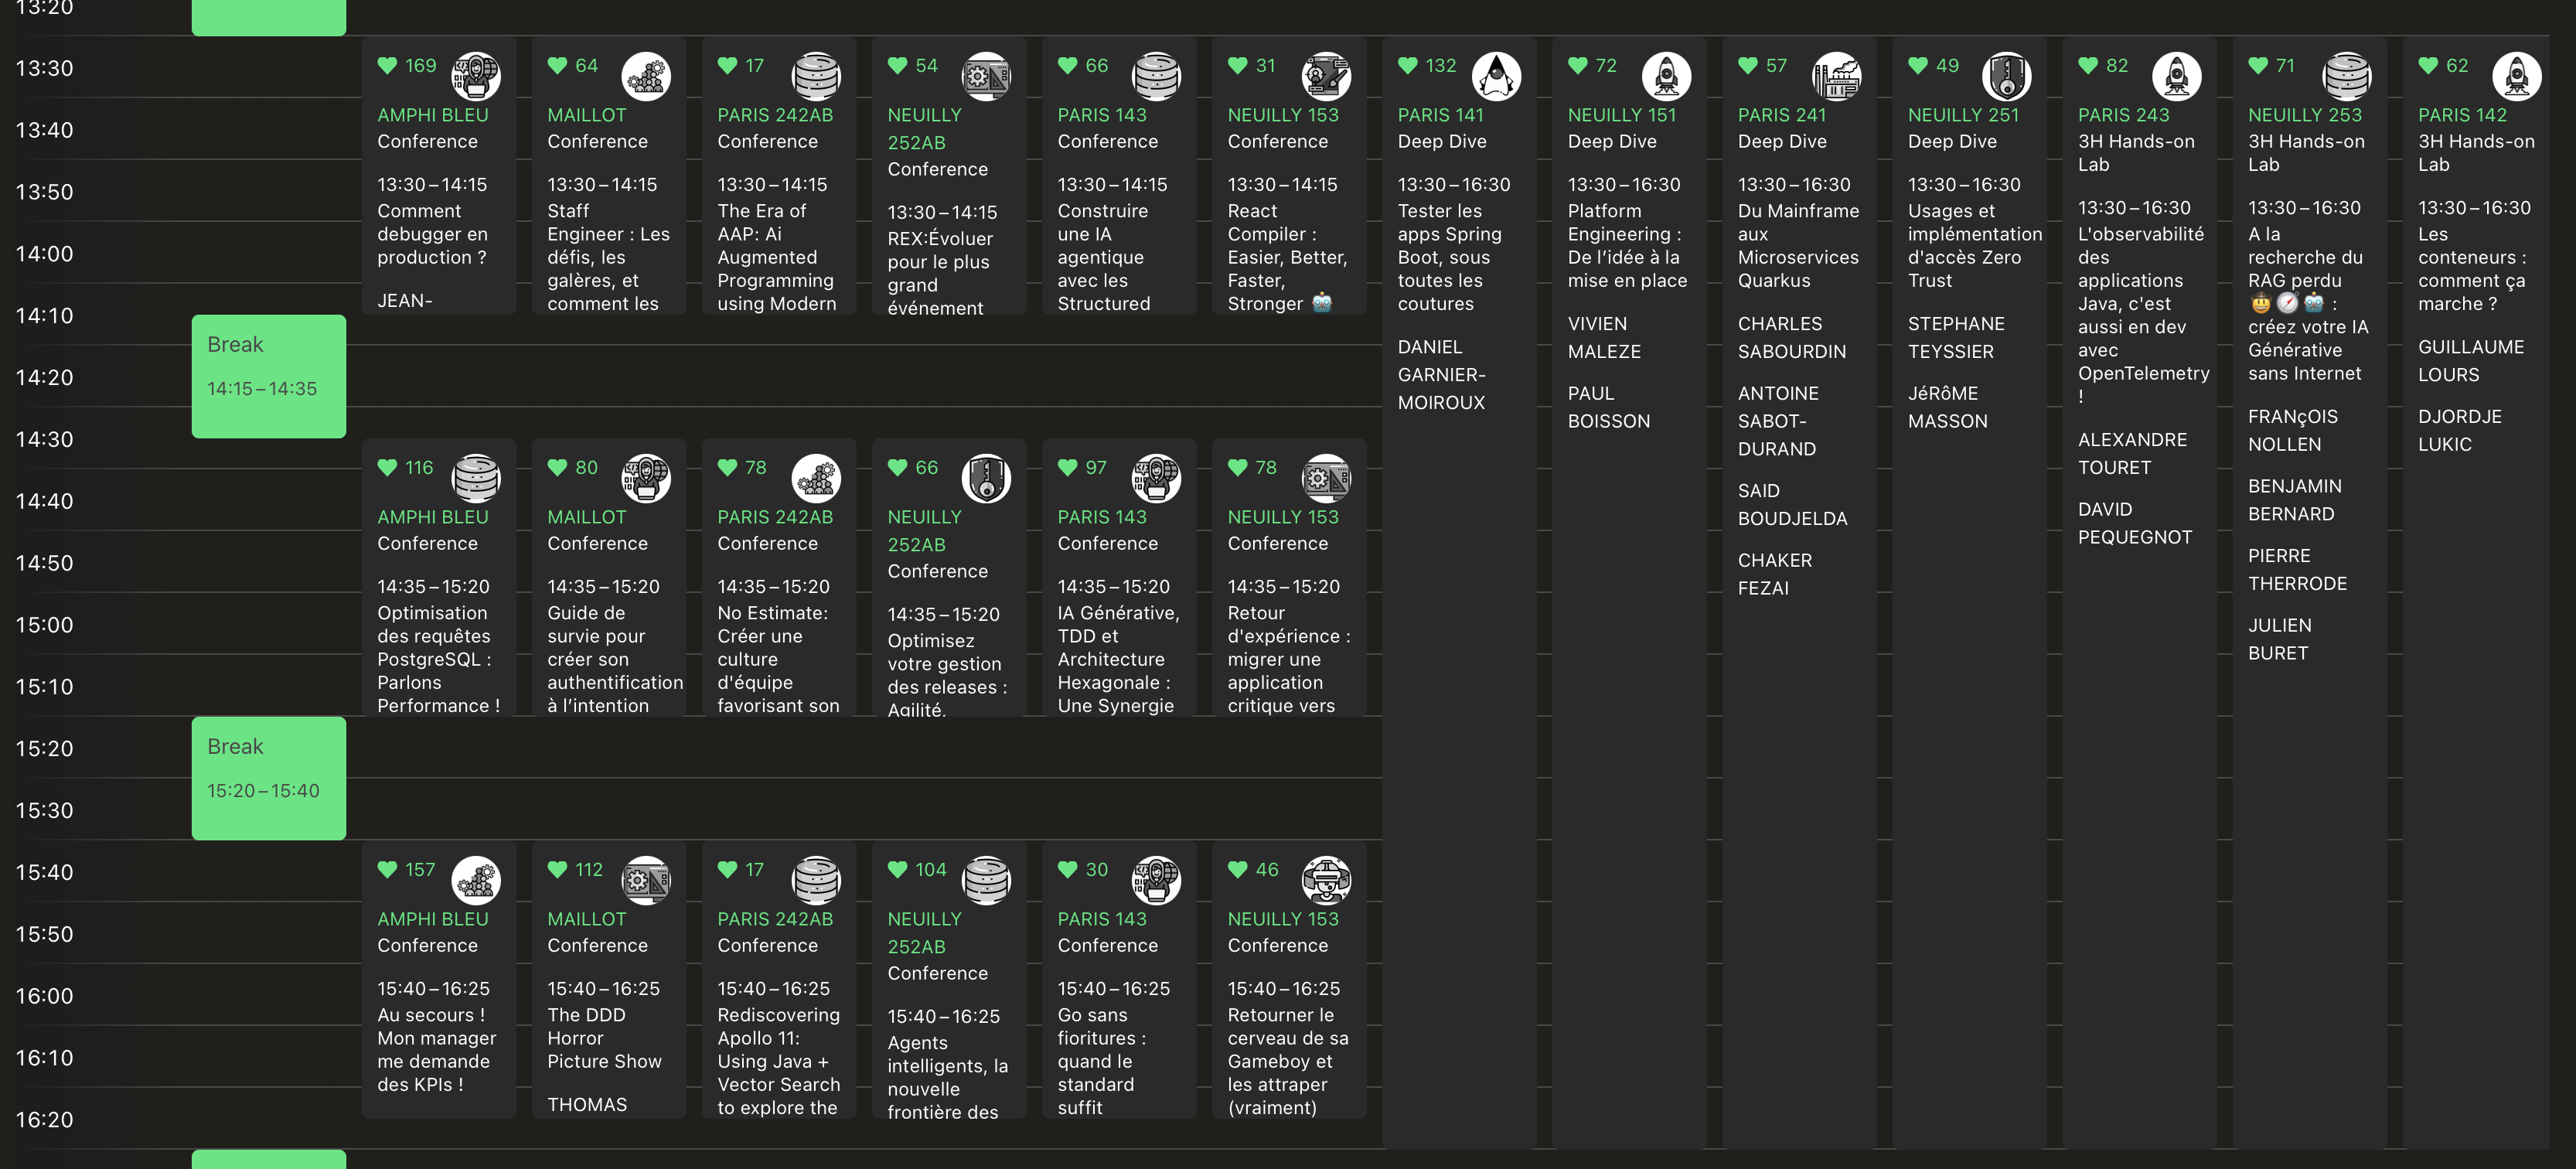 13:20
13:30
13:40
13:50
14:00
14:10
14:20
14:30
14:40
14:50
15:00
15:10
15:20
15:30
15:40
15:50
16:00
16:10
16:20
Break
14:15–14:35
Break
15:20–15:40
169
AMPHI BLEU
Conference
13:30–14:15
Comment
debugger en
production ?
JEAN-
64
MAILLOT
Conference
13:30–14:15
Staff
Engineer : Les
défis, les
galères, et
comment les
17
PARIS 242AB
Conference
13:30–14:15
The Era of
AAP: Ai
Augmented
Programming
using Modern
54
NEUILLY
252AB
Conference
13:30–14:15
REX:Évoluer
pour le plus
grand
événement
66
PARIS 143
Conference
13:30–14:15
Construire
une IA
agentique
avec les
Structured
31
NEUILLY 153
Conference
13:30–14:15
React
Compiler :
Easier, Better,
Faster,
Stronger 🤖
132
PARIS 141
Deep Dive
13:30–16:30
Tester les
apps Spring
Boot, sous
toutes les
coutures
DANIEL
GARNIER-
MOIROUX
72
NEUILLY 151
Deep Dive
13:30–16:30
Platform
Engineering :
De l’idée à la
mise en place
VIVIEN
MALEZE
PAUL
BOISSON
57
PARIS 241
Deep Dive
13:30–16:30
Du Mainframe
aux
Microservices
Quarkus
CHARLES
SABOURDIN
ANTOINE
SABOT-
DURAND
SAID
BOUDJELDA
CHAKER
FEZAI
49
NEUILLY 251
Deep Dive
13:30–16:30
Usages et
implémentation
d'accès Zero
Trust
STEPHANE
TEYSSIER
JéRôME
MASSON
82
PARIS 243
3H Hands-on
Lab
13:30–16:30
L'observabilité
des
applications
Java, c'est
aussi en dev
avec
OpenTelemetry
!
ALEXANDRE
TOURET
DAVID
PEQUEGNOT
71
NEUILLY 253
3H Hands-on
Lab
13:30–16:30
A la
recherche du
RAG perdu
🤠🧭🤖 :
créez votre IA
Générative
sans Internet
FRANçOIS
NOLLEN
BENJAMIN
BERNARD
PIERRE
THERRODE
JULIEN
BURET
62
PARIS 142
3H Hands-on
Lab
13:30–16:30
Les
conteneurs :
comment ça
marche ?
GUILLAUME
LOURS
DJORDJE
LUKIC
116
AMPHI BLEU
Conference
14:35–15:20
Optimisation
des requêtes
PostgreSQL :
Parlons
Performance !
80
MAILLOT
Conference
14:35–15:20
Guide de
survie pour
créer son
authentification
à l’intention
78
PARIS 242AB
Conference
14:35–15:20
No Estimate:
Créer une
culture
d'équipe
favorisant son
66
NEUILLY
252AB
Conference
14:35–15:20
Optimisez
votre gestion
des releases :
Agilité,
97
PARIS 143
Conference
14:35–15:20
IA Générative,
TDD et
Architecture
Hexagonale :
Une Synergie
78
NEUILLY 153
Conference
14:35–15:20
Retour
d'expérience :
migrer une
application
critique vers
157
AMPHI BLEU
Conference
15:40–16:25
Au secours !
Mon manager
me demande
des KPIs !
112
MAILLOT
Conference
15:40–16:25
The DDD
Horror
Picture Show
THOMAS
17
PARIS 242AB
Conference
15:40–16:25
Rediscovering
Apollo 11:
Using Java +
Vector Search
to explore the
104
NEUILLY
252AB
Conference
15:40–16:25
Agents
intelligents, la
nouvelle
frontière des
30
PARIS 143
Conference
15:40–16:25
Go sans
fioritures :
quand le
standard
suffit
46
NEUILLY 153
Conference
15:40–16:25
Retourner le
cerveau de sa
Gameboy et
les attraper
(vraiment)